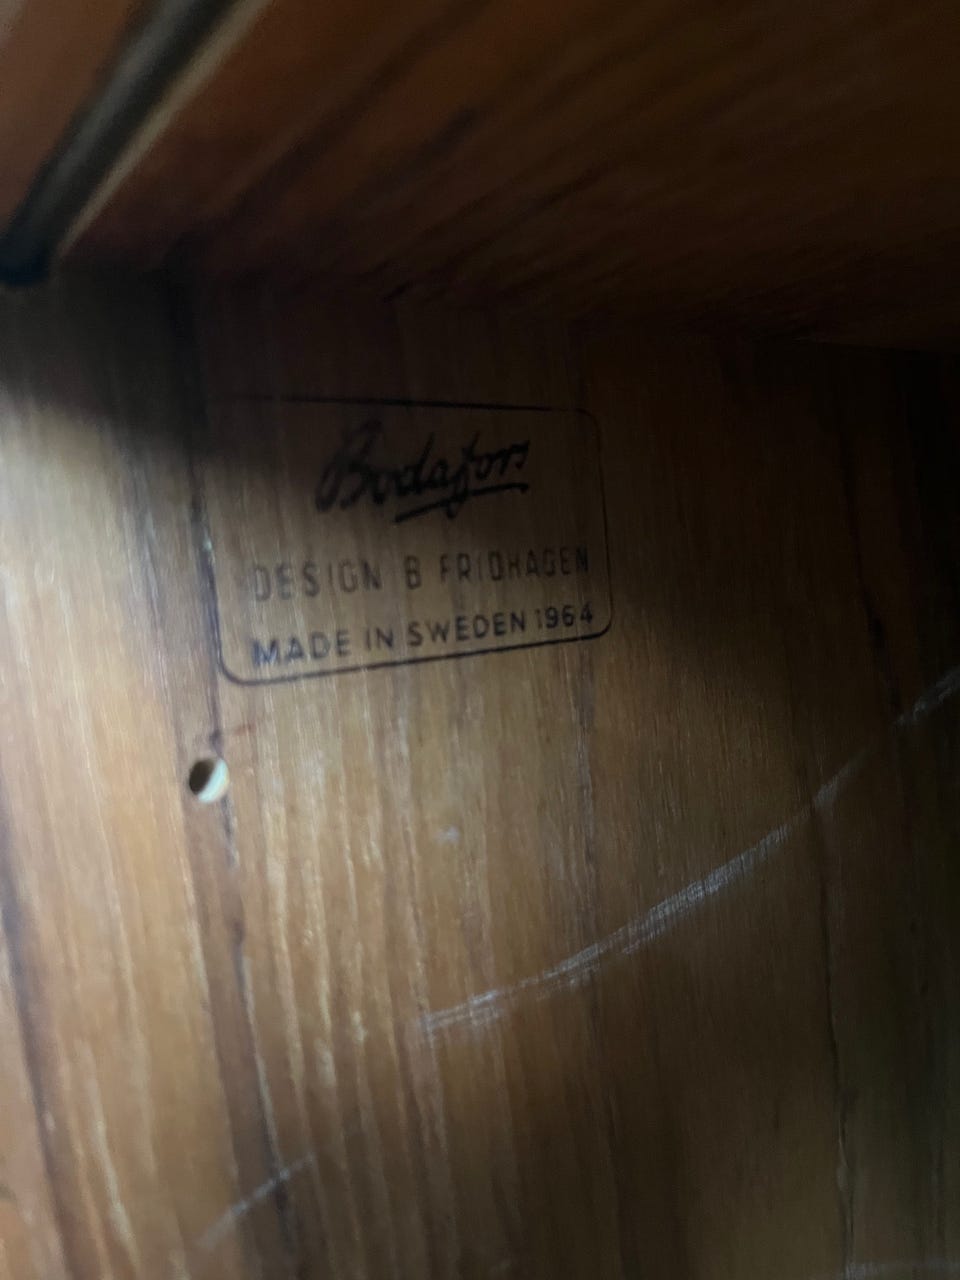 Bodafors
DESIGN B FRIDHAGEN
MADE IN SWEDEN 1964